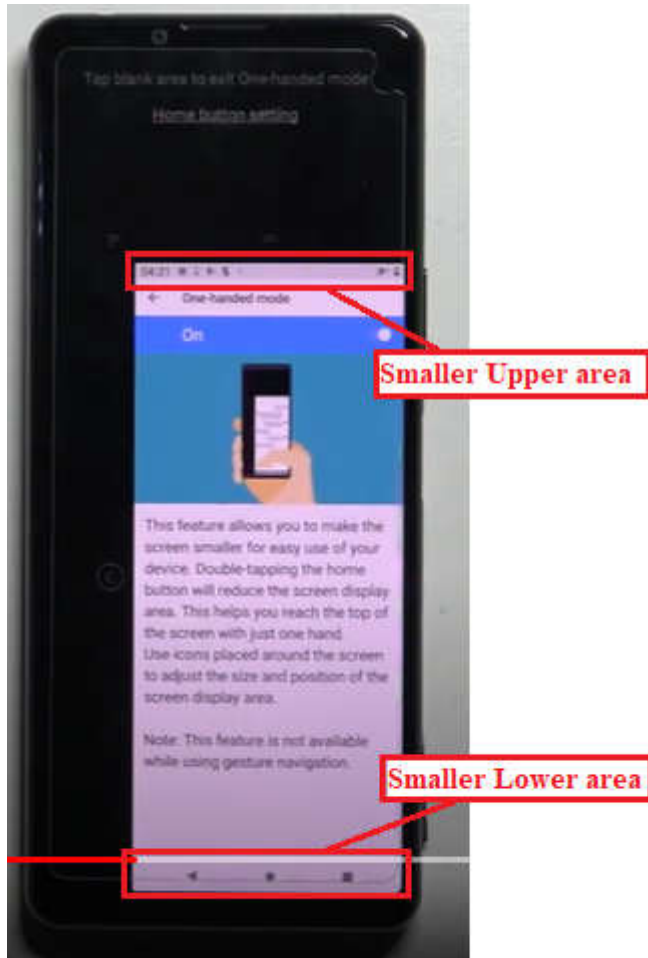 Tap blank area to exit One-handed mode
Home button setting
04:21
One-handed mode
On
Smaller Upper area
This feature allows you to make the
screen smaller for easy use of your
device. Double-tapping the home
button will reduce the screen display
area. This helps you reach the top of
the screen with just one hand.
Use icons placed around the screen
to adjust the size and position of the
screen display area.
Note: This feature is not available
while using gesture navigation.
Smaller Lower area